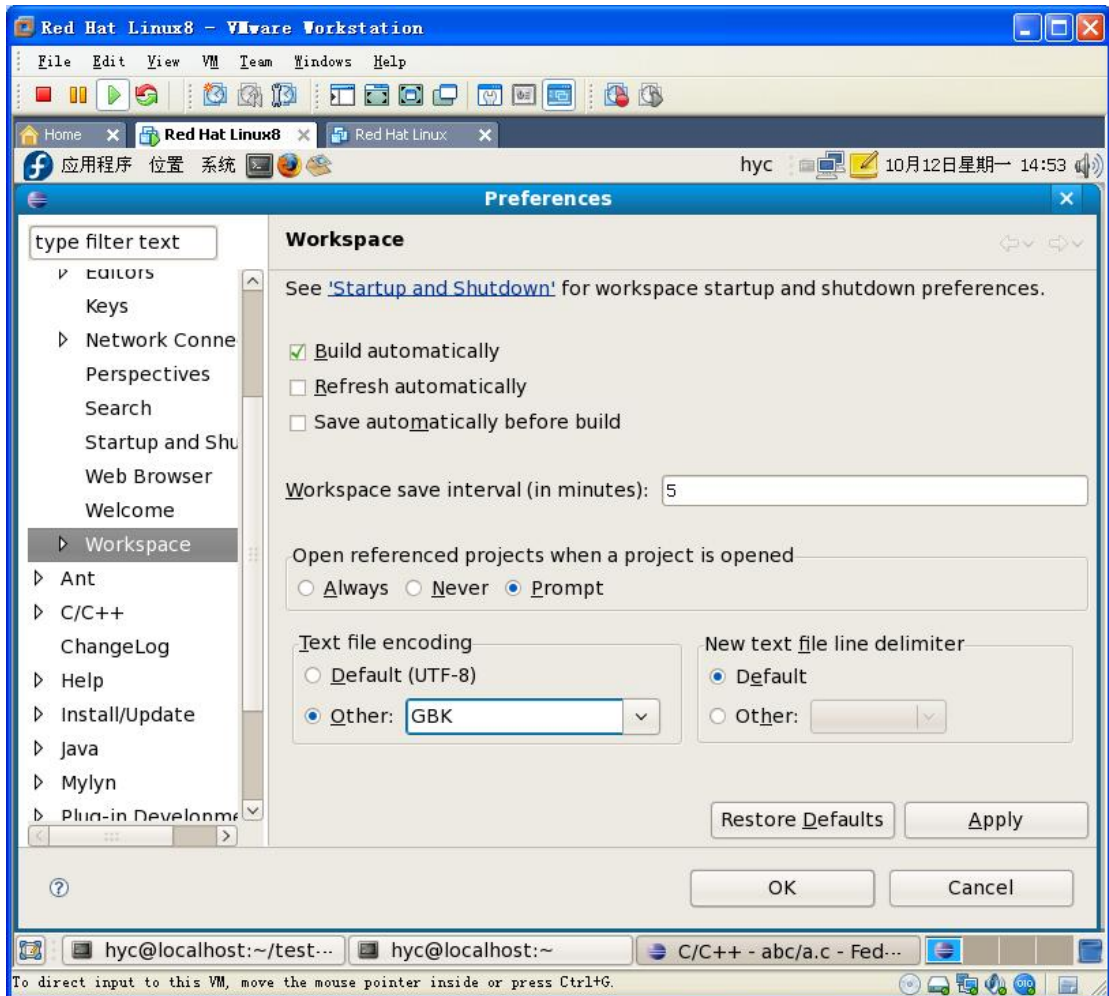 Red Hat Linux8 - VMware Workstation
File Edit View VM Team Windows Help
Home Red Hat Linux8 Red Hat Linux
应用程序 位置 系统 hyc 10月12日星期一 14:53
Preferences
type filter text
Editors
Keys
Network Conne
Perspectives
Search
Startup and Shu
Web Browser
Welcome
Workspace
Ant
C/C++
ChangeLog
Help
Install/Update
Java
Mylyn
Plug-in Developme
Workspace
See 'Startup and Shutdown' for workspace startup and shutdown preferences.
Build automatically
Refresh automatically
Save automatically before build
Workspace save interval (in minutes): 5
Open referenced projects when a project is opened
Always Never Prompt
Text file encoding
Default (UTF-8)
Other: GBK
New text file line delimiter
Default
Other:
Restore Defaults Apply
OK Cancel
hyc@localhost:~/test··· hyc@localhost:~ C/C++ - abc/a.c - Fed···
To direct input to this VM, move the mouse pointer inside or press Ctrl+G.